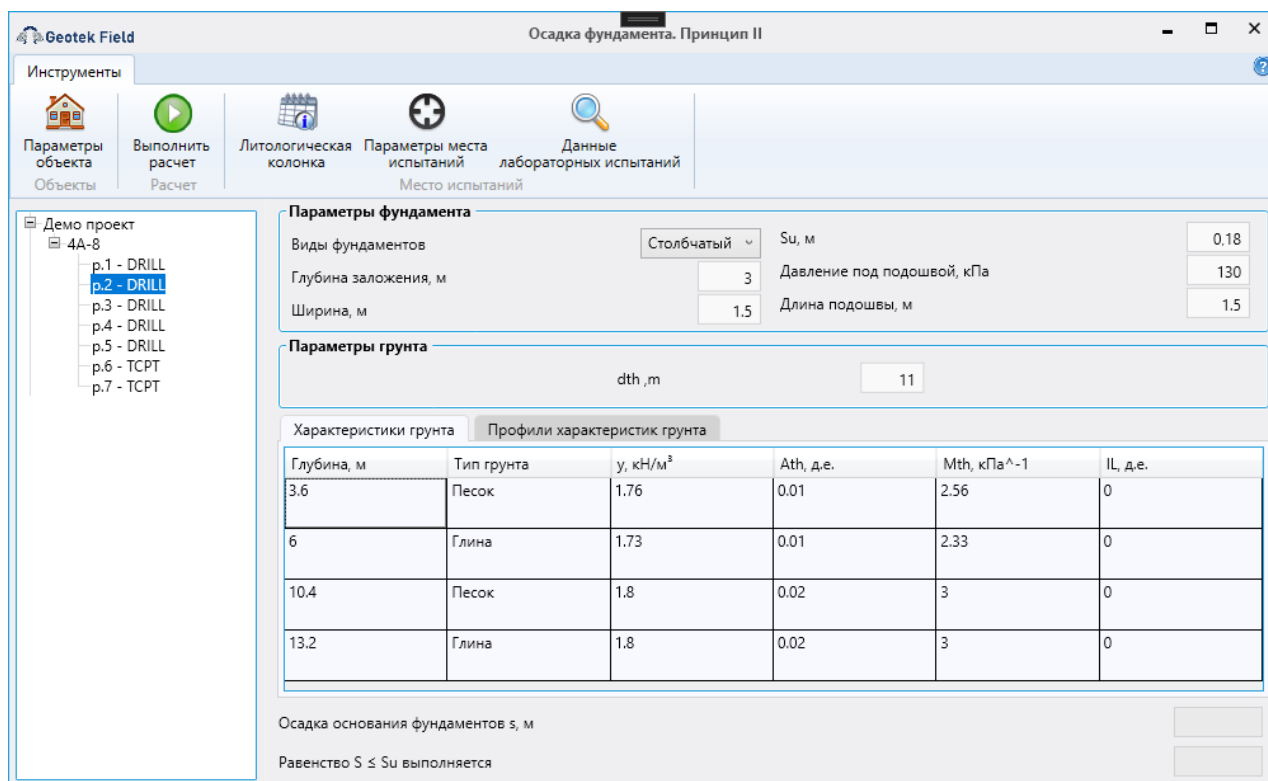 Geotek Field
Осадка фундамента. Принцип II
Инструменты
Параметры объекта
Выполнить расчет
Литологическая колонка
Параметры места испытаний
Данные лабораторных испытаний
Объекты
Расчет
Место испытаний
Демо проект
4А-8
р.1 - DRILL
р.2 - DRILL
р.3 - DRILL
р.4 - DRILL
р.5 - DRILL
р.6 - TCPT
р.7 - TCPT
Параметры фундамента
Виды фундаментов Столбчатый
Su, м 0,18
Глубина заложения, м 3
Давление под подошвой, кПа 130
Ширина, м 1.5
Длина подошвы, м 1.5
Параметры грунта
dth ,m 11
Характеристики грунта Профили характеристик грунта
Глубина, м Тип грунта y, кН/м³ Ath, д.е. Mth, кПа^-1 IL, д.е.
3.6 Песок 1.76 0.01 2.56 0
6 Глина 1.73 0.01 2.33 0
10.4 Песок 1.8 0.02 3 0
13.2 Глина 1.8 0.02 3 0
Осадка основания фундаментов s, м
Равенство S ≤ Su выполняется